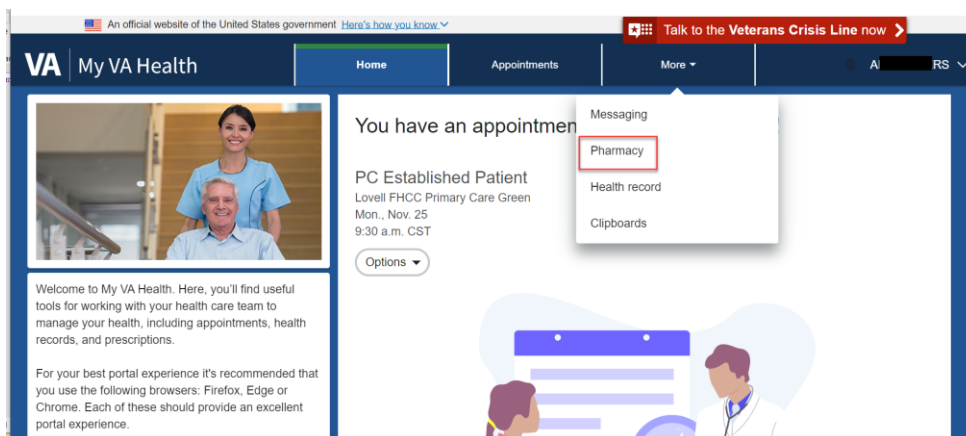 An official website of the United States government Here's how you know
Talk to the Veterans Crisis Line now
VA My VA Health
Home
Appointments
More
A
RS
Messaging
Pharmacy
Health record
Clipboards
You have an appointmen
PC Established Patient
Lovell FHCC Primary Care Green
Mon., Nov. 25
9:30 a.m. CST
Options
Welcome to My VA Health. Here, you'll find useful
tools for working with your health care team to
manage your health, including appointments, health
records, and prescriptions.
For your best portal experience it's recommended that
you use the following browsers: Firefox, Edge or
Chrome. Each of these should provide an excellent
portal experience.